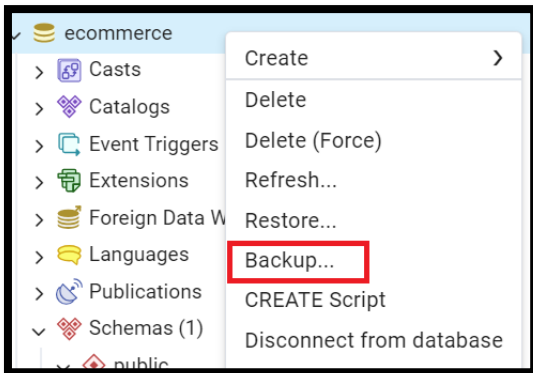 ecommerce
Casts
Catalogs
Event Triggers
Extensions
Foreign Data W
Languages
Publications
Schemas (1)
public
Create
Delete
Delete (Force)
Refresh...
Restore...
Backup...
CREATE Script
Disconnect from database